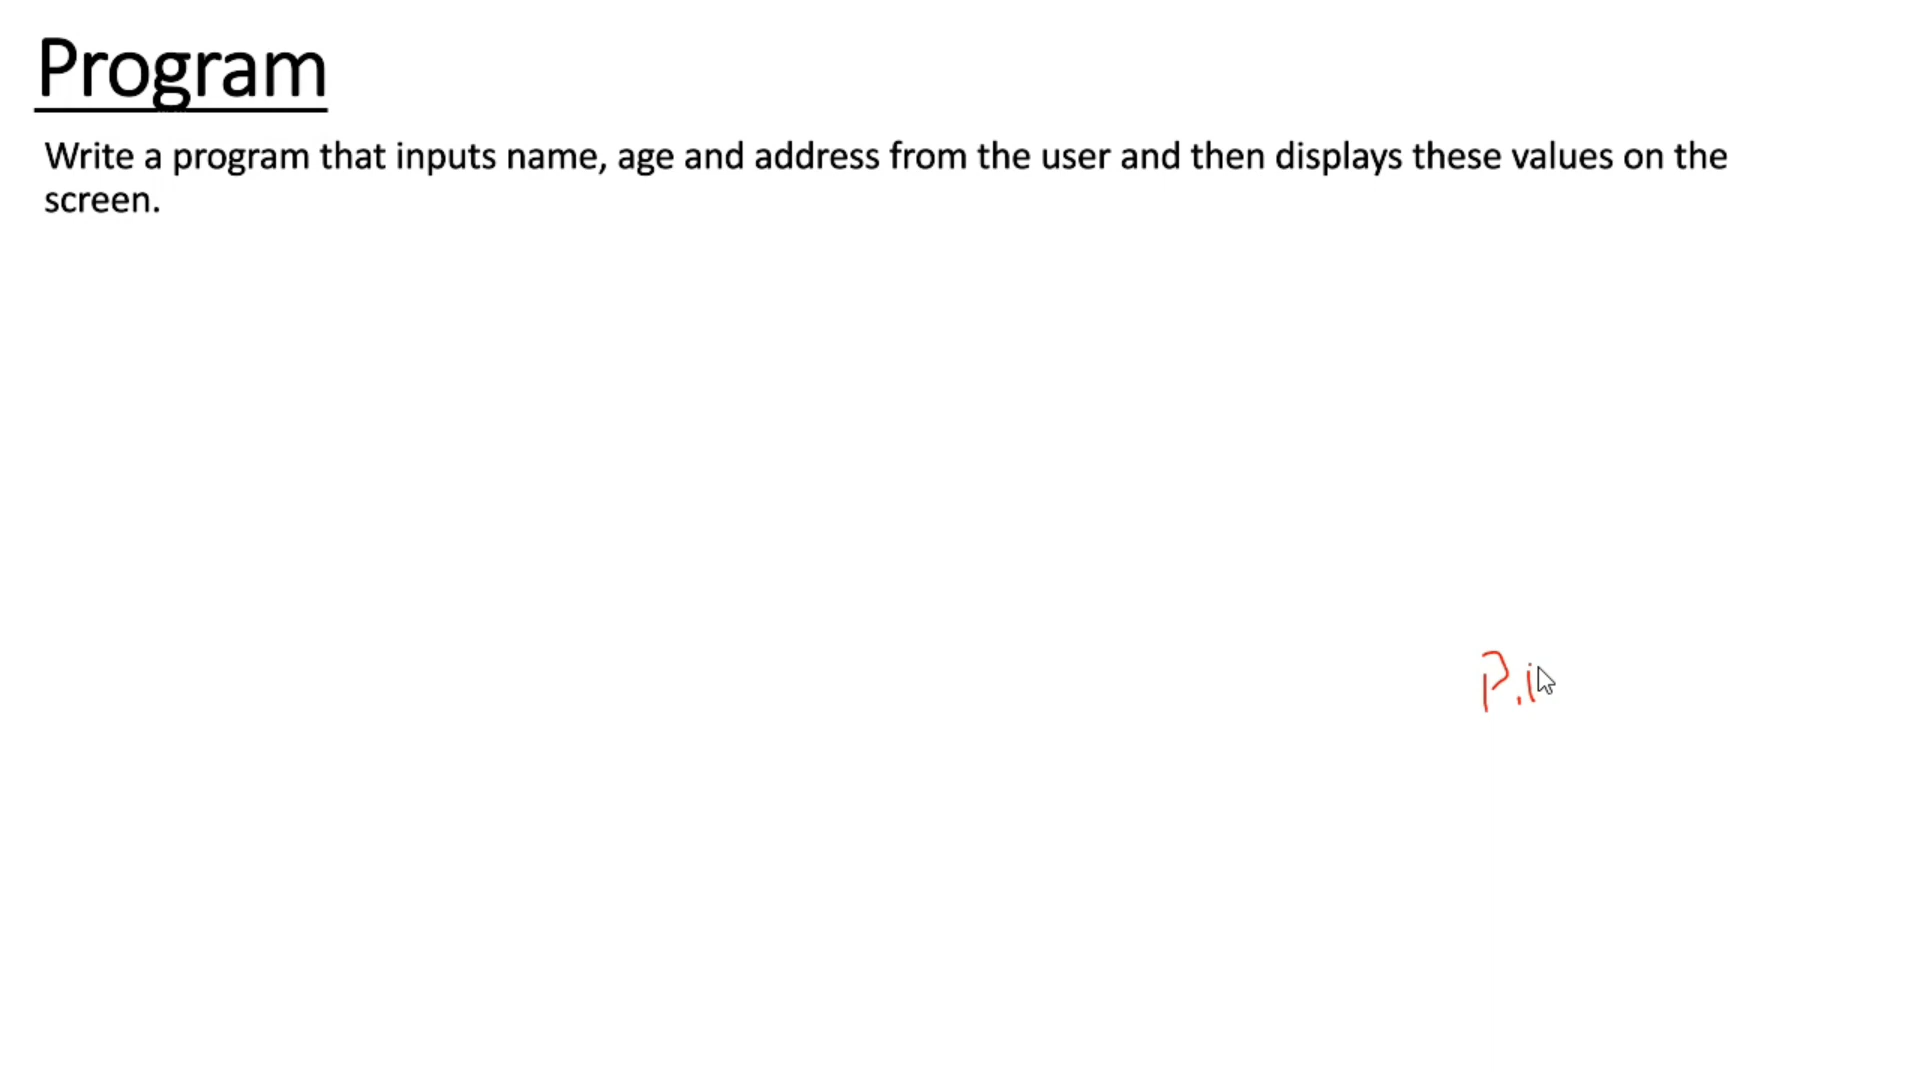 Program
Write a program that inputs name, age and address from the user and then displays these values on the
screen.
P.i